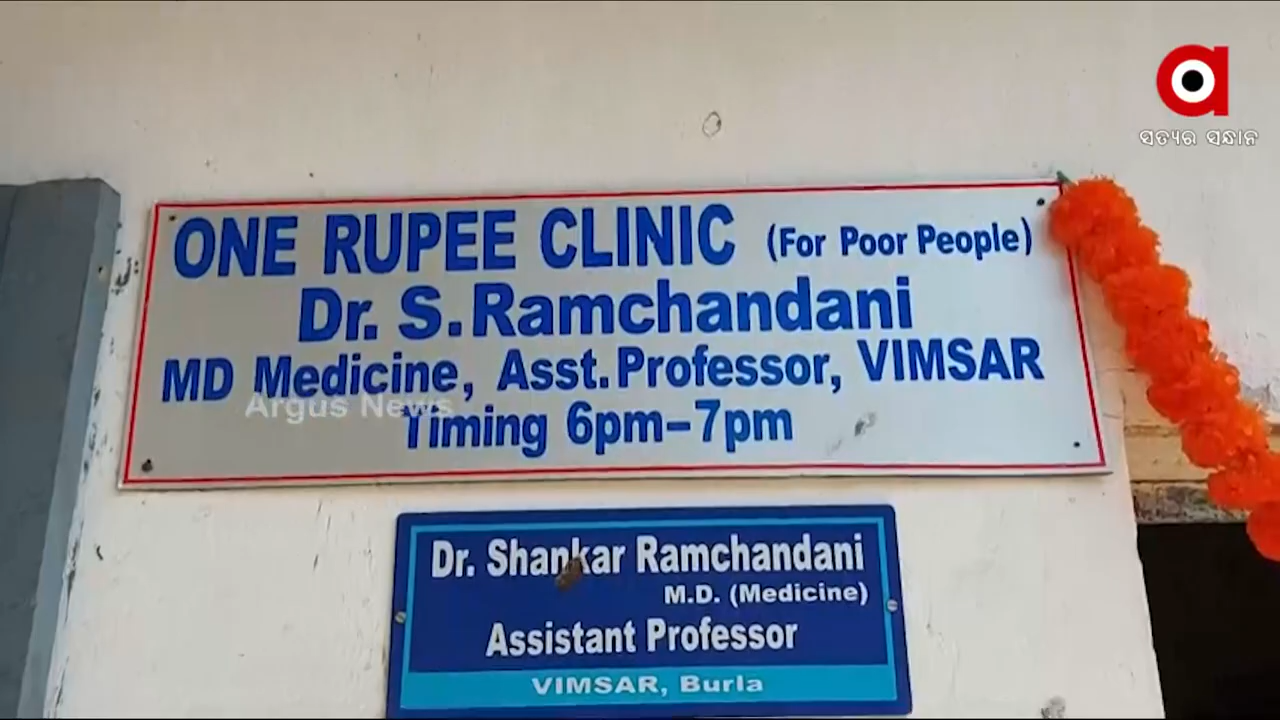 ସତ୍ୟର ସନ୍ଧାନ
ONE RUPEE CLINIC (For Poor People)
Dr. S.Ramchandani
MD Medicine, Asst.Professor, VIMSAR
Argus News
Timing 6pm-7pm
Dr. Shankar Ramchandani
M.D. (Medicine)
Assistant Professor
VIMSAR, Burla